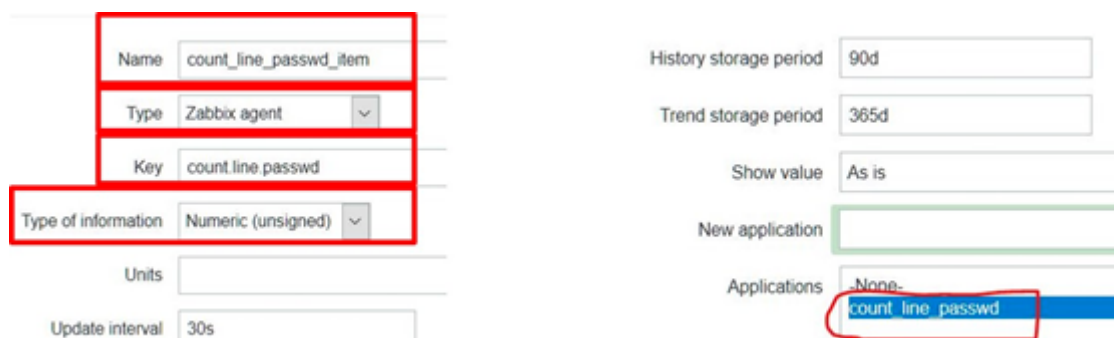 Name count_line_passwd_item
Type Zabbix agent
Key count.line.passwd
Type of information Numeric (unsigned)
Units
Update interval 30s
History storage period 90d
Trend storage period 365d
Show value As is
New application
Applications -None-
count_line_passwd